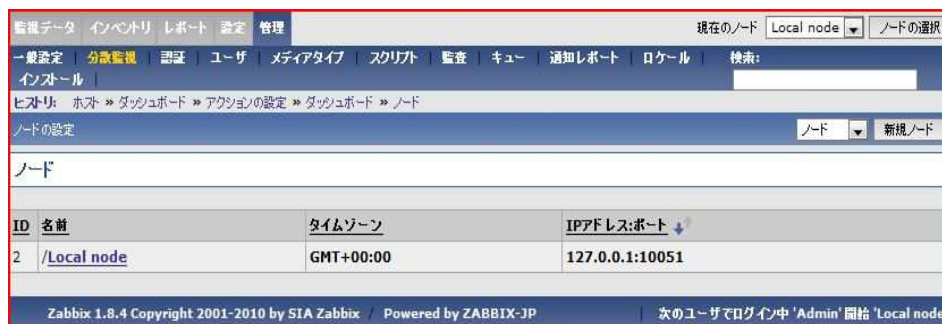 監視データ インベントリ レポート 設定 管理 現在のノード Local node ノードの選択
一般設定 | 分散監視 | 認証 | ユーザ | メディアタイプ | スクリプト | 監査 | キュー | 通知レポート | ロケール | 検索:
インストール |
ヒストリ: ホスト » ダッシュボード » アクションの設定 » ダッシュボード » ノード
ノードの設定 ノード 新規ノード
ノード
ID 名前 タイムゾーン IPアドレス:ポート
2 /Local node GMT+00:00 127.0.0.1:10051
Zabbix 1.8.4 Copyright 2001-2010 by SIA Zabbix / Powered by ZABBIX-JP | 次のユーザでログイン中 'Admin' 開始 'Local node